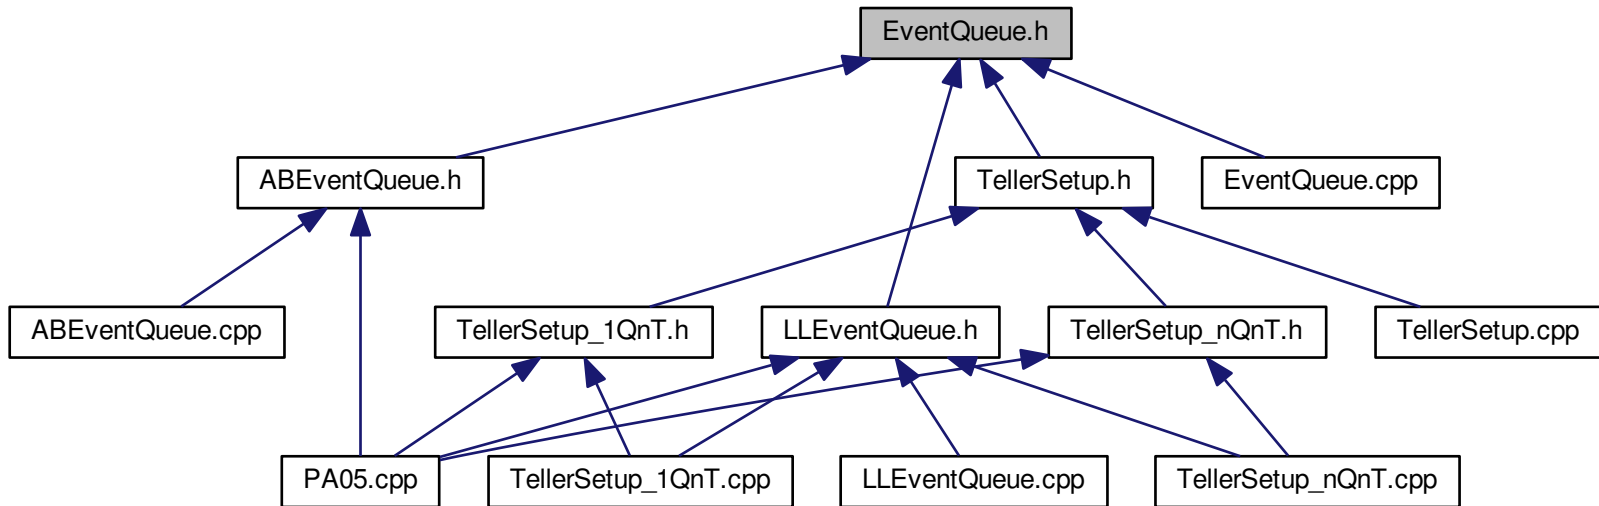 EventQueue.h
ABEventQueue.h
TellerSetup.h
EventQueue.cpp
ABEventQueue.cpp
TellerSetup_1QnT.h
LLEventQueue.h
TellerSetup_nQnT.h
TellerSetup.cpp
PA05.cpp
TellerSetup_1QnT.cpp
LLEventQueue.cpp
TellerSetup_nQnT.cpp